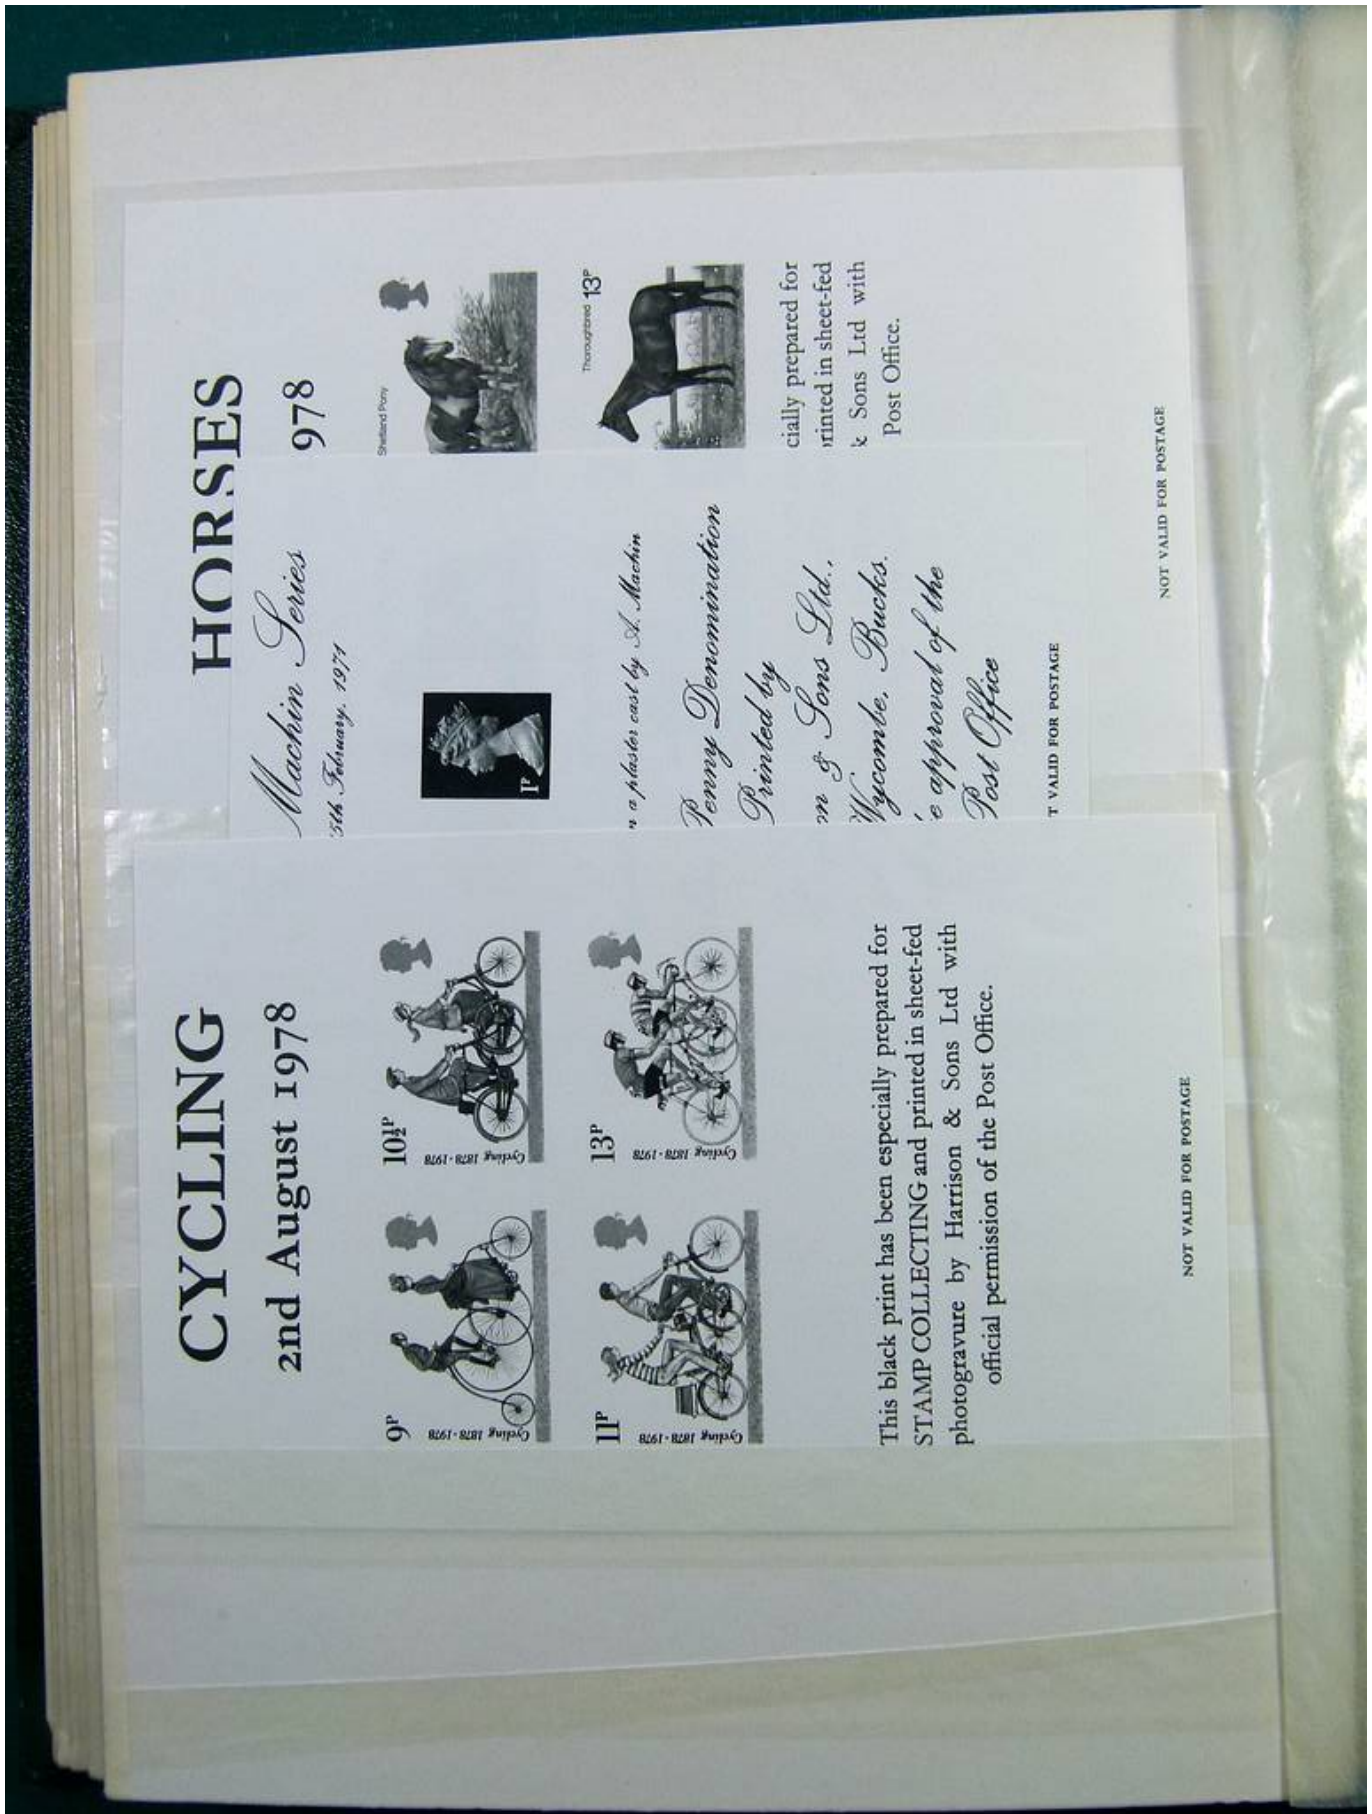 CYCLING
2nd August 1978
9P
Cycling 1878-1978
10½P
Cycling 1878-1978
11P
Cycling 1878-1978
13P
Cycling 1878-1978
This black print has been especially prepared for
STAMP COLLECTING and printed in sheet-fed
photogravure by Harrison & Sons Ltd with
official permission of the Post Office.
NOT VALID FOR POSTAGE
Machin Series
5th February, 1971
1P
a plaster cast by A. Machin
Penny Denomination
Printed by
& Sons Ltd.,
Wycombe, Bucks.
approval of the
Post Office
T VALID FOR POSTAGE
HORSES
978
Shetland Pony
Thoroughbred 13P
cially prepared for
rinted in sheet-fed
Sons Ltd with
Post Office.
NOT VALID FOR POSTAGE